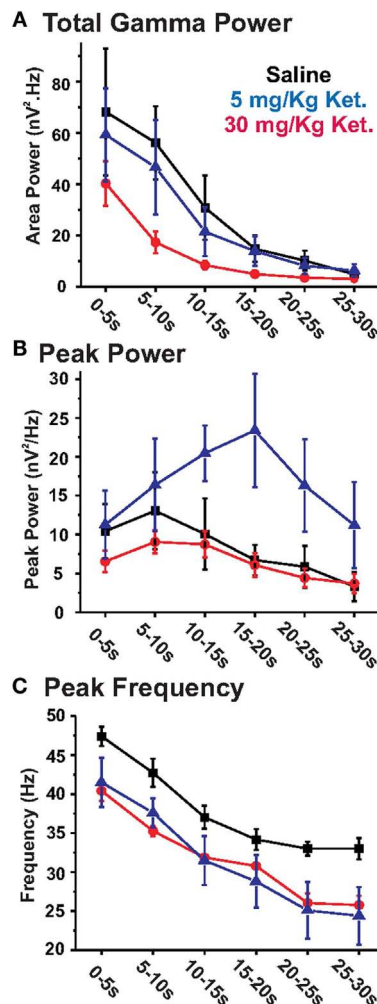 A Total Gamma Power
Saline
5 mg/Kg Ket.
30 mg/Kg Ket.
Area Power (nV².Hz)
80
60
40
20
0
0-5s
5-10s
10-15s
15-20s
20-25s
25-30s
B Peak Power
Peak Power (nV²/Hz)
30
25
20
15
10
5
0
0-5s
5-10s
10-15s
15-20s
20-25s
25-30s
C Peak Frequency
Frequency (Hz)
50
45
40
35
30
25
20
0-5s
5-10s
10-15s
15-20s
20-25s
25-30s